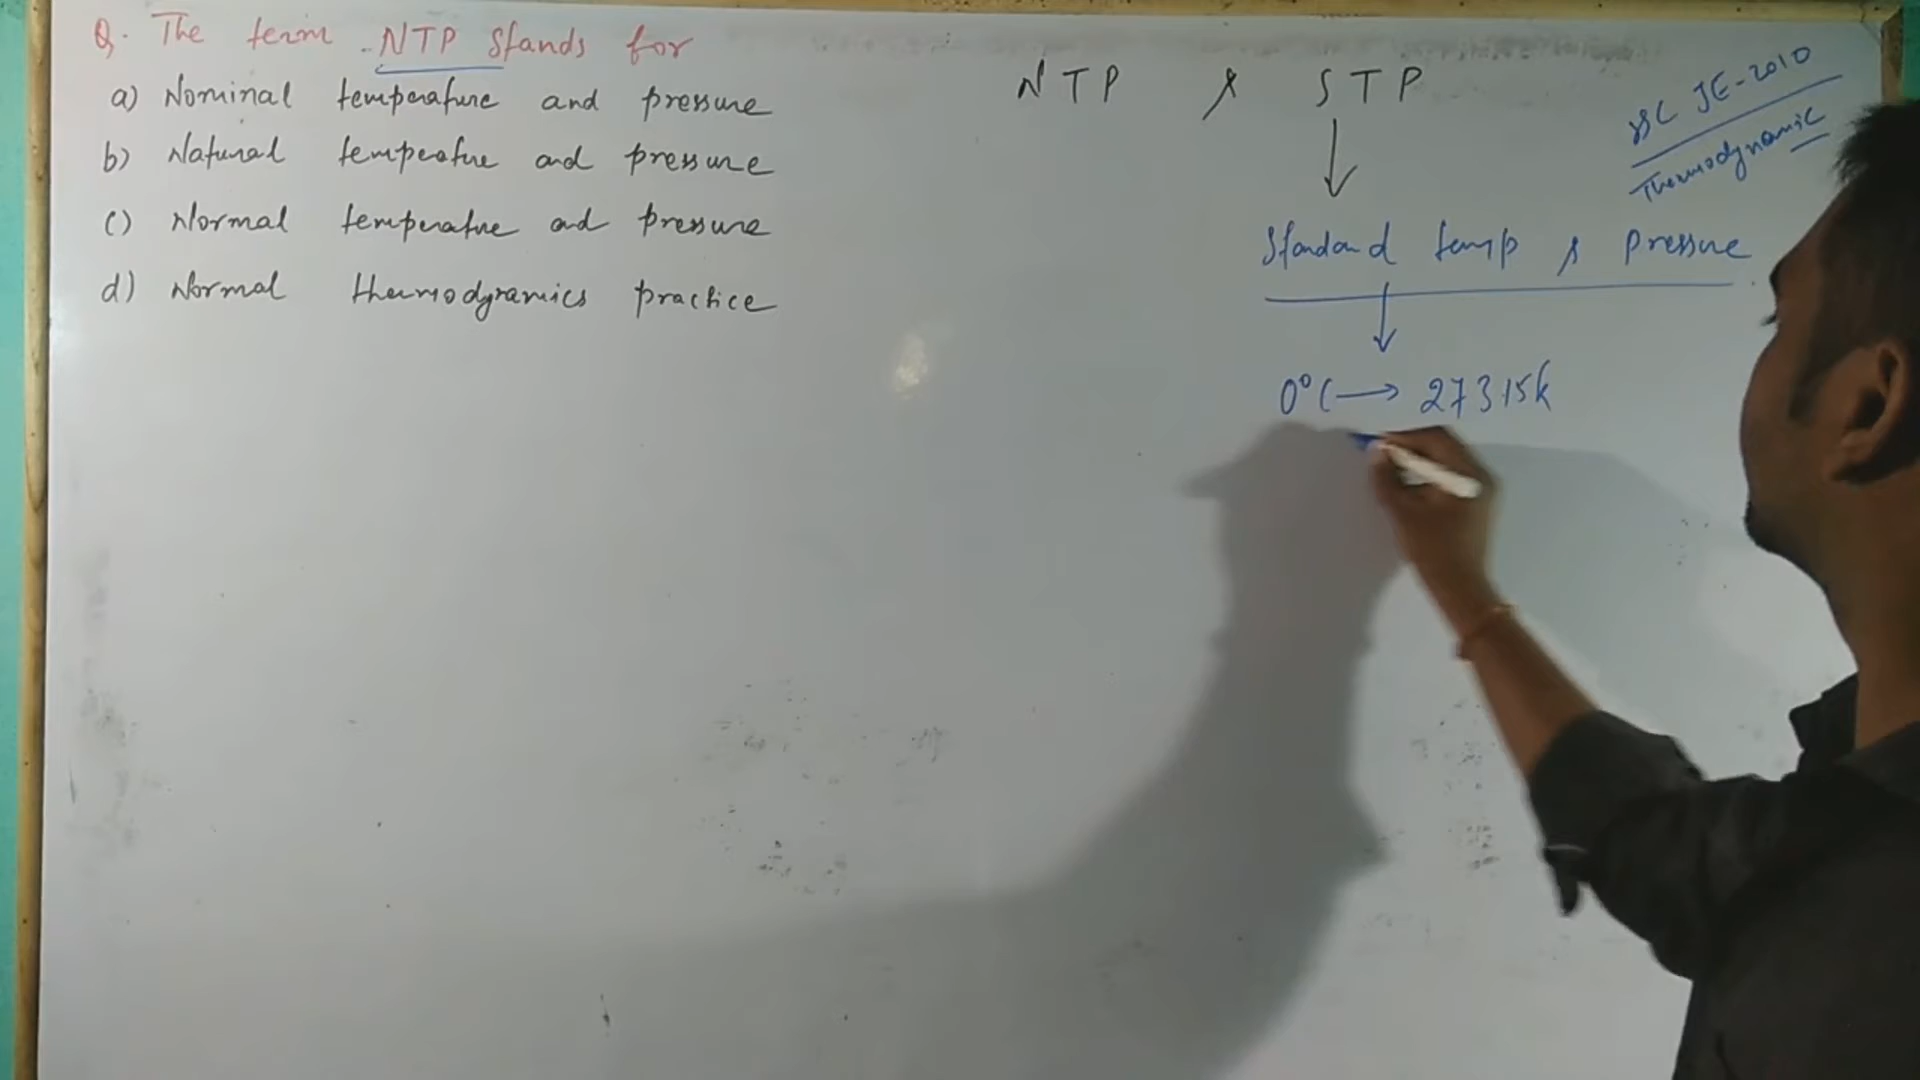 Q. The term NTP stands for
a) Nominal temperature and pressure
b) Natural tempeature and pressure
c) Normal temperature and pressure
d) Normal thermodynamics practice
NTP & STP
SSC JE-2010
Thermodynamic
Standard temp & pressure
0°C → 273.15k